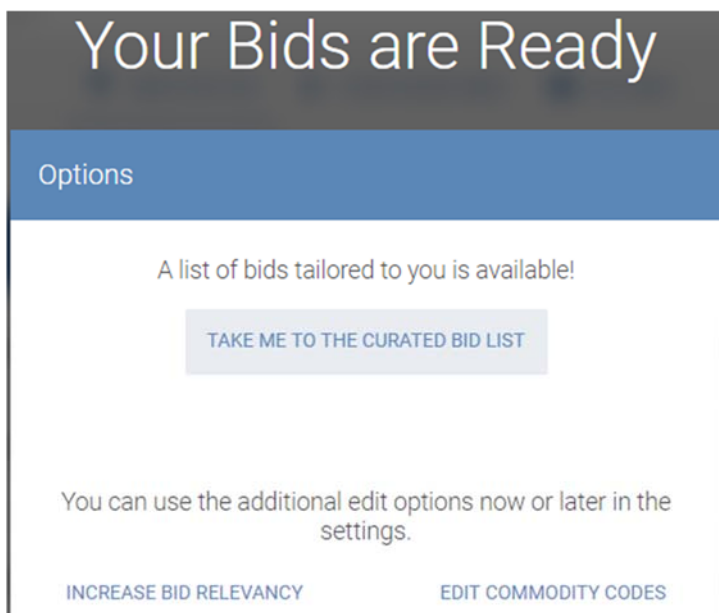 Your Bids are Ready
Options
A list of bids tailored to you is available!
TAKE ME TO THE CURATED BID LIST
You can use the additional edit options now or later in the
settings.
INCREASE BID RELEVANCY
EDIT COMMODITY CODES